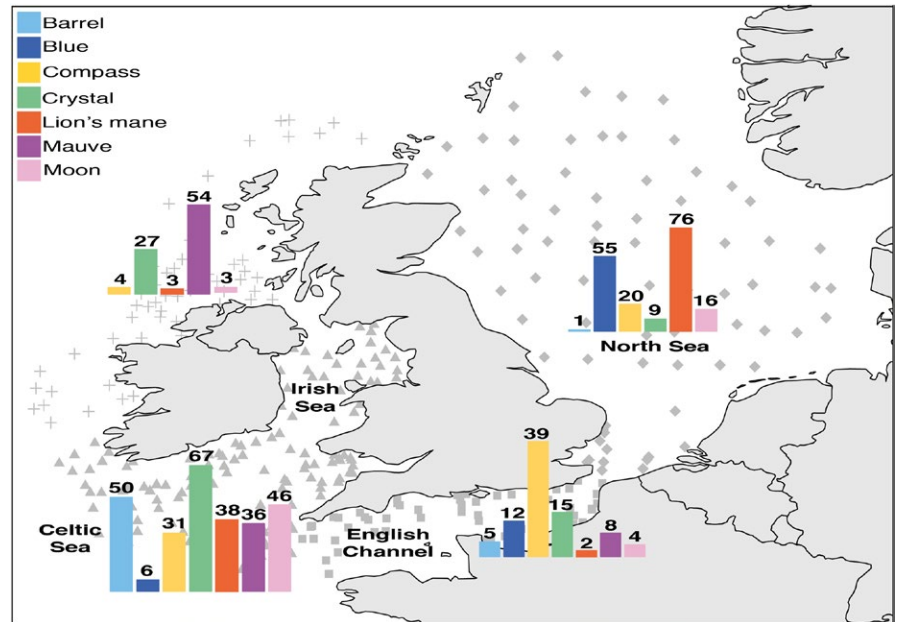 Barrel
Blue
Compass
Crystal
Lion's mane
Mauve
Moon
4 27 3 54 3
1 55 20 9 76 16
North Sea
Irish
Sea
50 6 31 67 38 36 46
Celtic
Sea
5 12 39 15 2 8 4
English
Channel